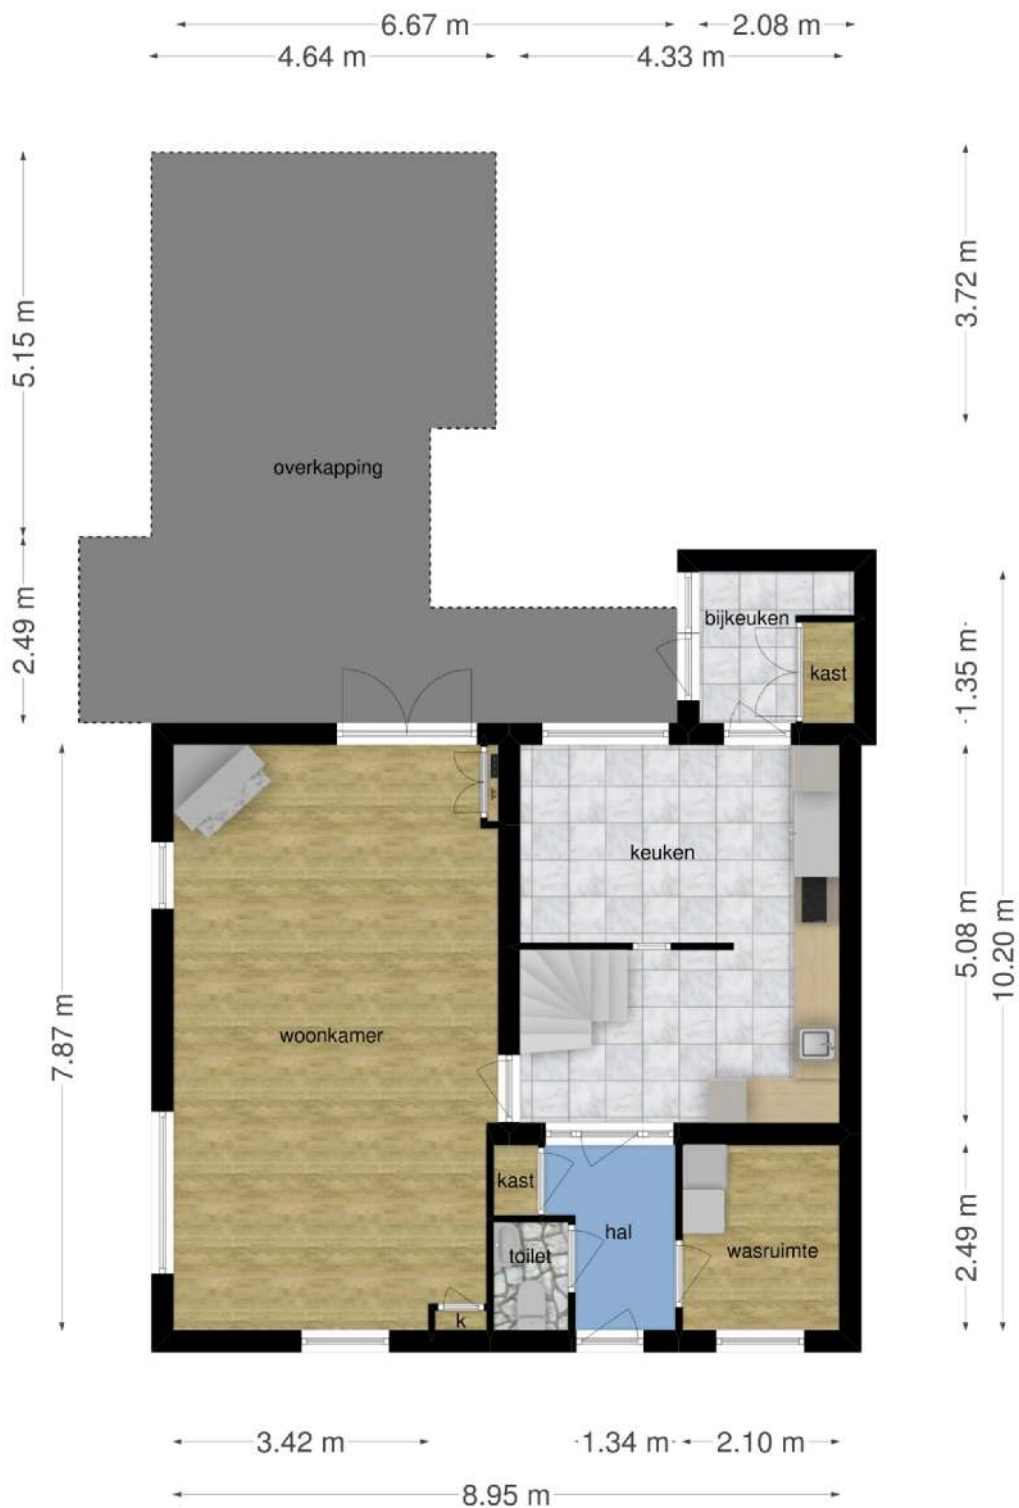 6.67 m
2.08 m
4.64 m
4.33 m
5.15 m
3.72 m
overkapping
2.49 m
bijkeuken
1.35 m
kast
keuken
5.08 m
10.20 m
7.87 m
woonkamer
kast
hal
toilet
wasruimte
2.49 m
k
3.42 m
1.34 m
2.10 m
8.95 m